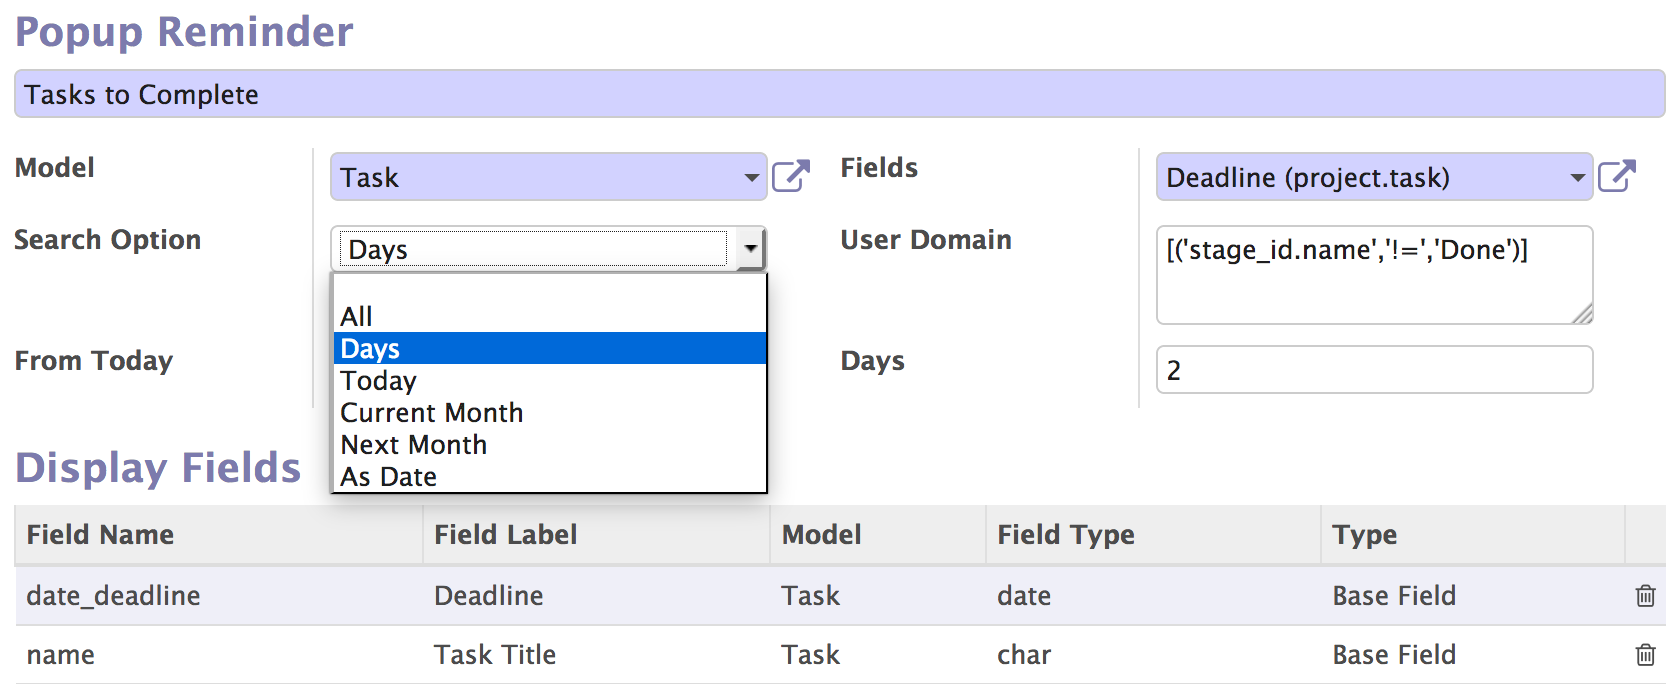 Popup Reminder
Tasks to Complete
Model
Task
Fields
Deadline (project.task)
Search Option
Days
User Domain
[('stage_id.name','!=','Done')]
All
Days
Today
Current Month
Next Month
As Date
From Today
Days
2
Display Fields
Field Name Field Label Model Field Type Type
date_deadline Deadline Task date Base Field
name Task Title Task char Base Field